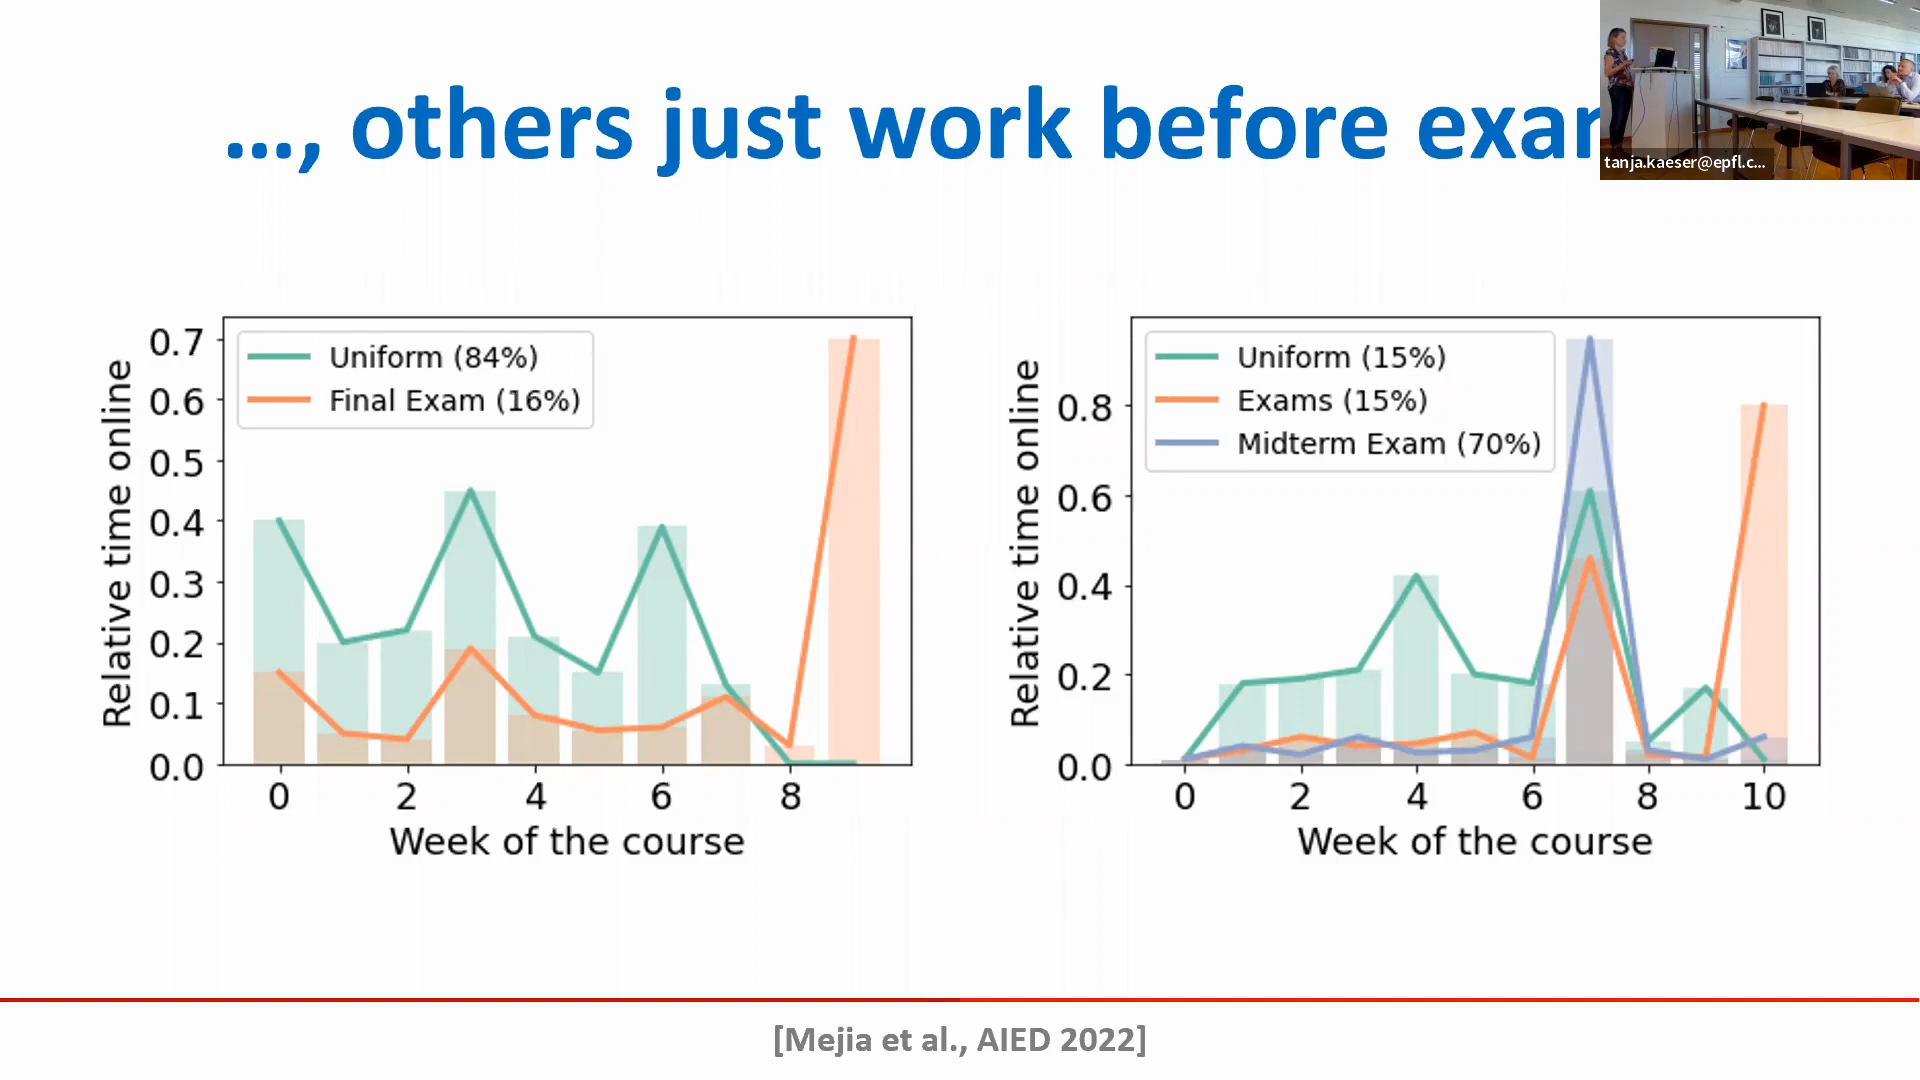 ..., others just work before exam
tanja.kaeser@epfl.c...
Relative time online
0.7
0.6
0.5
0.4
0.3
0.2
0.1
0.0
Uniform (84%)
Final Exam (16%)
0 2 4 6 8
Week of the course
Relative time online
0.8
0.6
0.4
0.2
0.0
Uniform (15%)
Exams (15%)
Midterm Exam (70%)
0 2 4 6 8 10
Week of the course
[Mejia et al., AIED 2022]